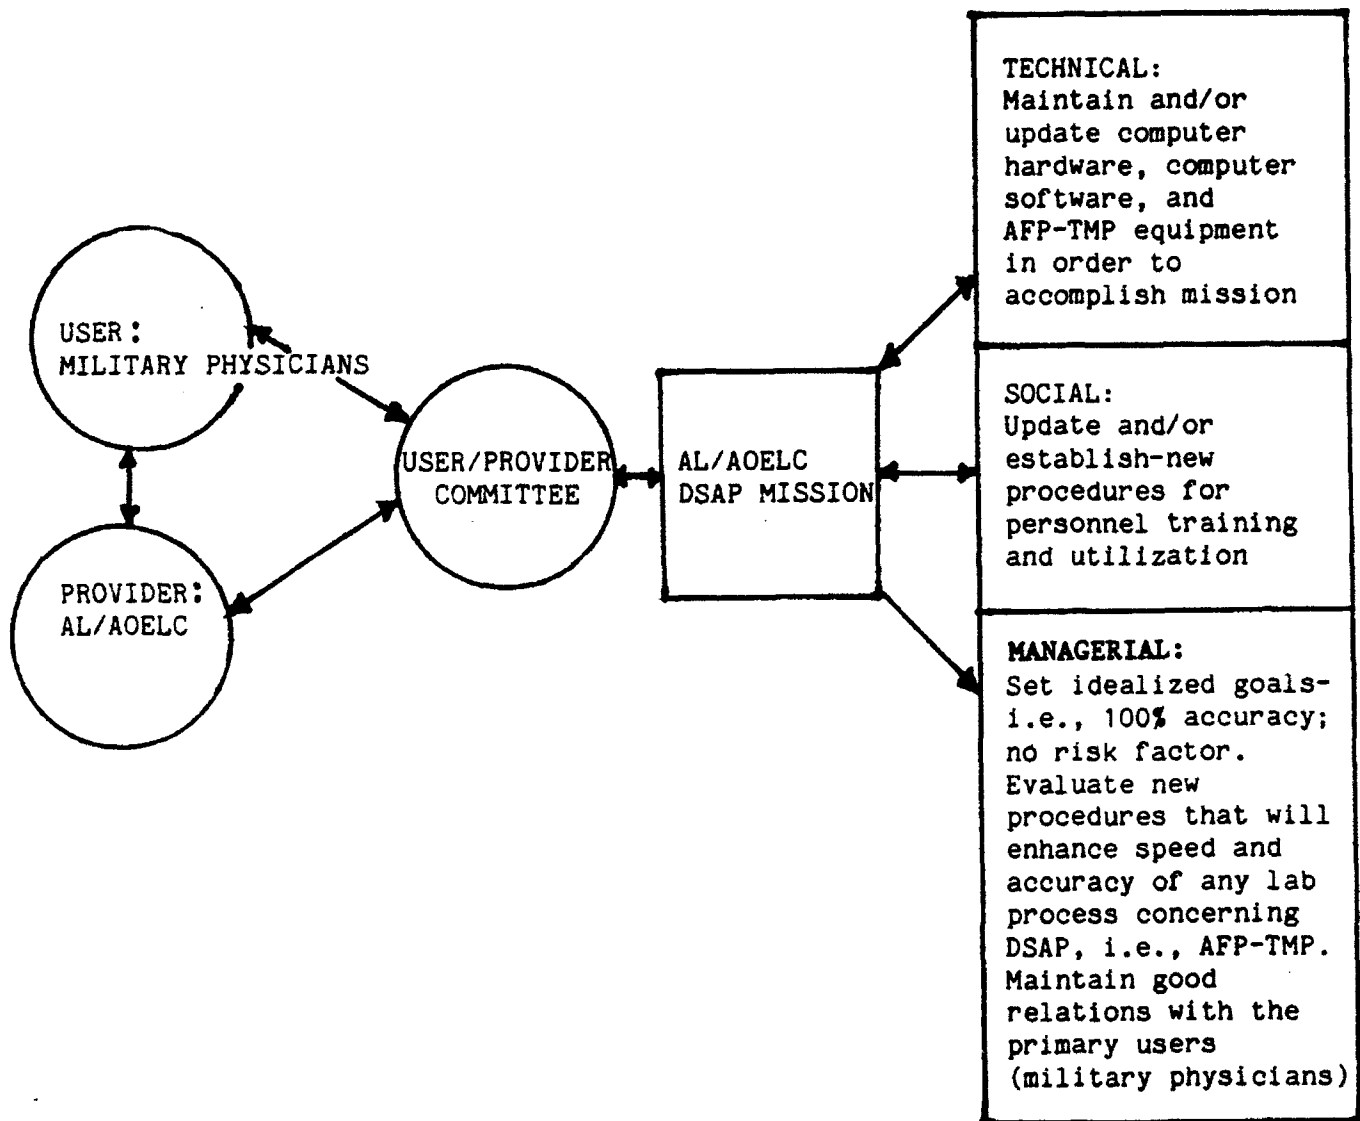 USER:
MILITARY PHYSICIANS
PROVIDER:
AL/AOELC
USER/PROVIDER
COMMITTEE
AL/AOELC
DSAP MISSION
TECHNICAL:
Maintain and/or
update computer
hardware, computer
software, and
AFP-TMP equipment
in order to
accomplish mission
SOCIAL:
Update and/or
establish-new
procedures for
personnel training
and utilization
MANAGERIAL:
Set idealized goals-
i.e., 100% accuracy;
no risk factor.
Evaluate new
procedures that will
enhance speed and
accuracy of any lab
process concerning
DSAP, i.e., AFP-TMP.
Maintain good
relations with the
primary users
(military physicians)